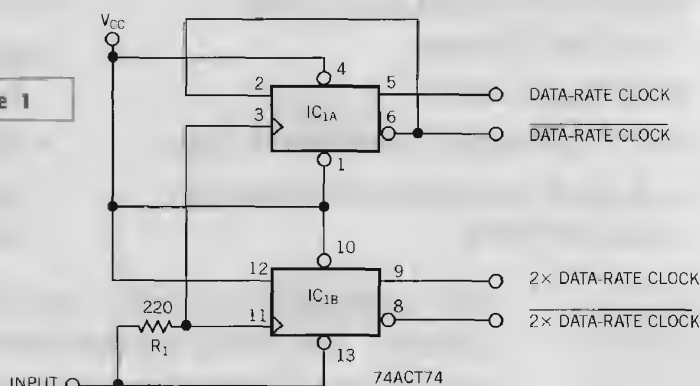 V_CC
e 1
4
2
5
DATA-RATE CLOCK
3
IC1A
6
DATA-RATE CLOCK
1
10
12
9
2× DATA-RATE CLOCK
IC1B
220
11
8
2× DATA-RATE CLOCK
R1
13
INPUT
74ACT74